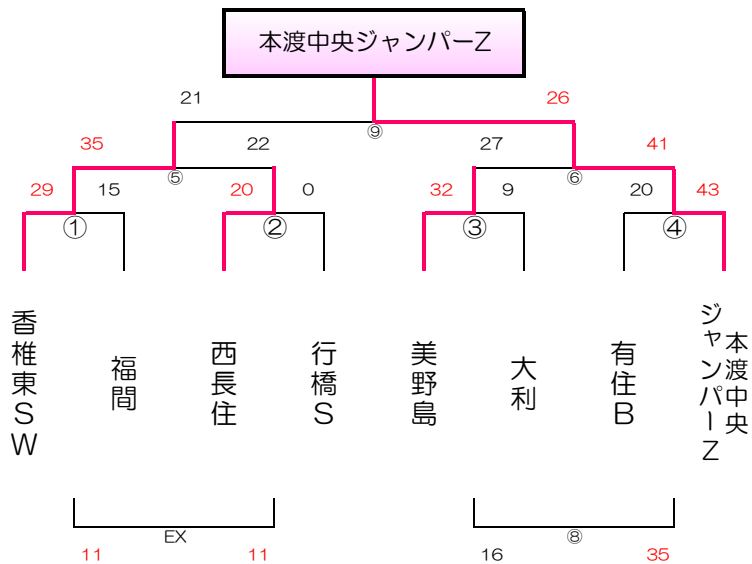 本渡中央ジャンパーZ
21 26
⑨
35 22 27 41
⑤ ⑥
29 15 20 0 32 9 20 43
① ② ③ ④
香椎東SW
福間
西長住
行橋S
美野島
大利
有住B
本渡中央
ジャンパーZ
EX ⑧
11 11 16 35